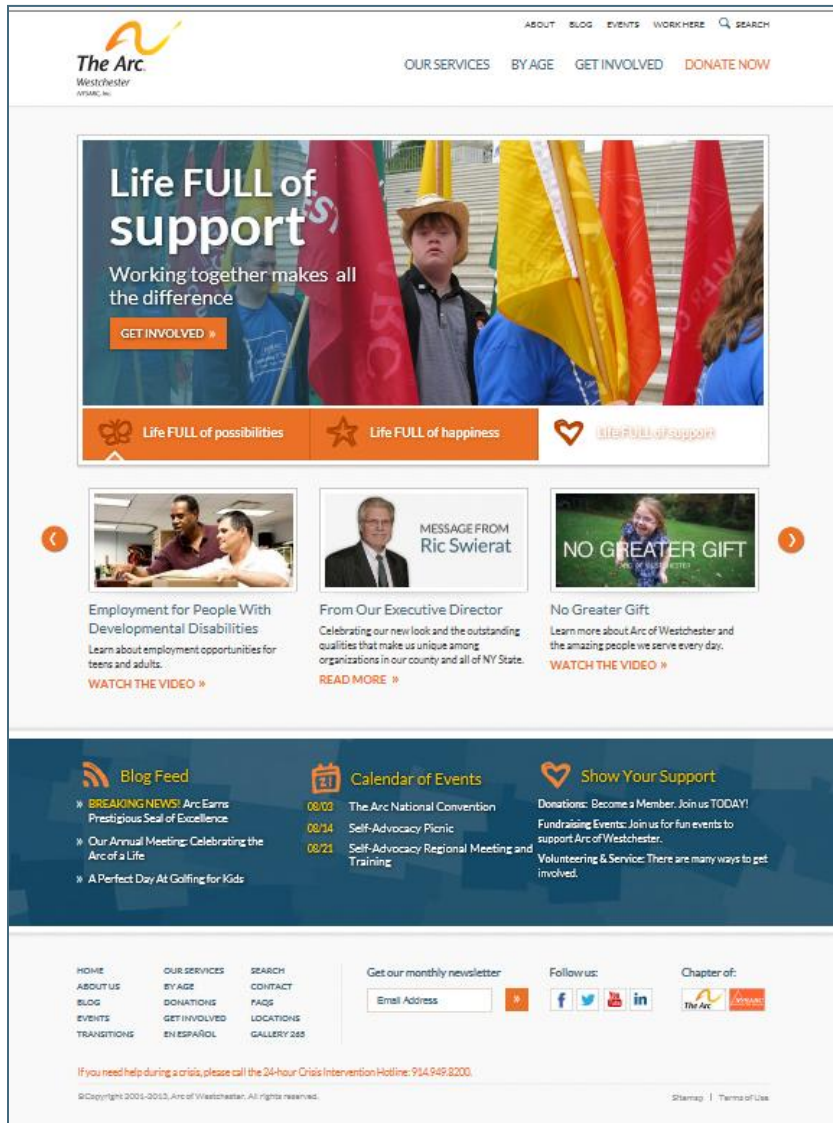 The Arc
Westchester
NYSARC, Inc.
ABOUT BLOG EVENTS WORK HERE SEARCH
OUR SERVICES BY AGE GET INVOLVED DONATE NOW
Life FULL of
support
Working together makes all
the difference
GET INVOLVED »
Life FULL of possibilities
Life FULL of happiness
Life FULL of support
MESSAGE FROM
Ric Swierat
NO GREATER GIFT
ARC OF WESTCHESTER
Employment for People With
Developmental Disabilities
Learn about employment opportunities for
teens and adults.
WATCH THE VIDEO »
From Our Executive Director
Celebrating our new look and the outstanding
qualities that make us unique among
organizations in our county and all of NY State.
READ MORE »
No Greater Gift
Learn more about Arc of Westchester and
the amazing people we serve every day.
WATCH THE VIDEO »
Blog Feed
» BREAKING NEWS! Arc Earns
Prestigious Seal of Excellence
» Our Annual Meeting: Celebrating the
Arc of a Life
» A Perfect Day At Golfing for Kids
21
Calendar of Events
08/03 The Arc National Convention
08/14 Self-Advocacy Picnic
08/21 Self-Advocacy Regional Meeting and
Training
Show Your Support
Donations: Become a Member. Join us TODAY!
Fundraising Events: Join us for fun events to
support Arc of Westchester.
Volunteering & Service: There are many ways to get
involved.
HOME
ABOUT US
BLOG
EVENTS
TRANSITIONS
OUR SERVICES
BY AGE
DONATIONS
GET INVOLVED
EN ESPAÑOL
SEARCH
CONTACT
FAQS
LOCATIONS
GALLERY 265
Get our monthly newsletter
Email Address »
Follow us:
f You Tube in
Chapter of:
The Arc
NYSARC
If you need help during a crisis, please call the 24-hour Crisis Intervention Hotline: 914.949.8200.
©Copyright 2001-2013, Arc of Westchester. All rights reserved.
Sitemap | Terms of Use